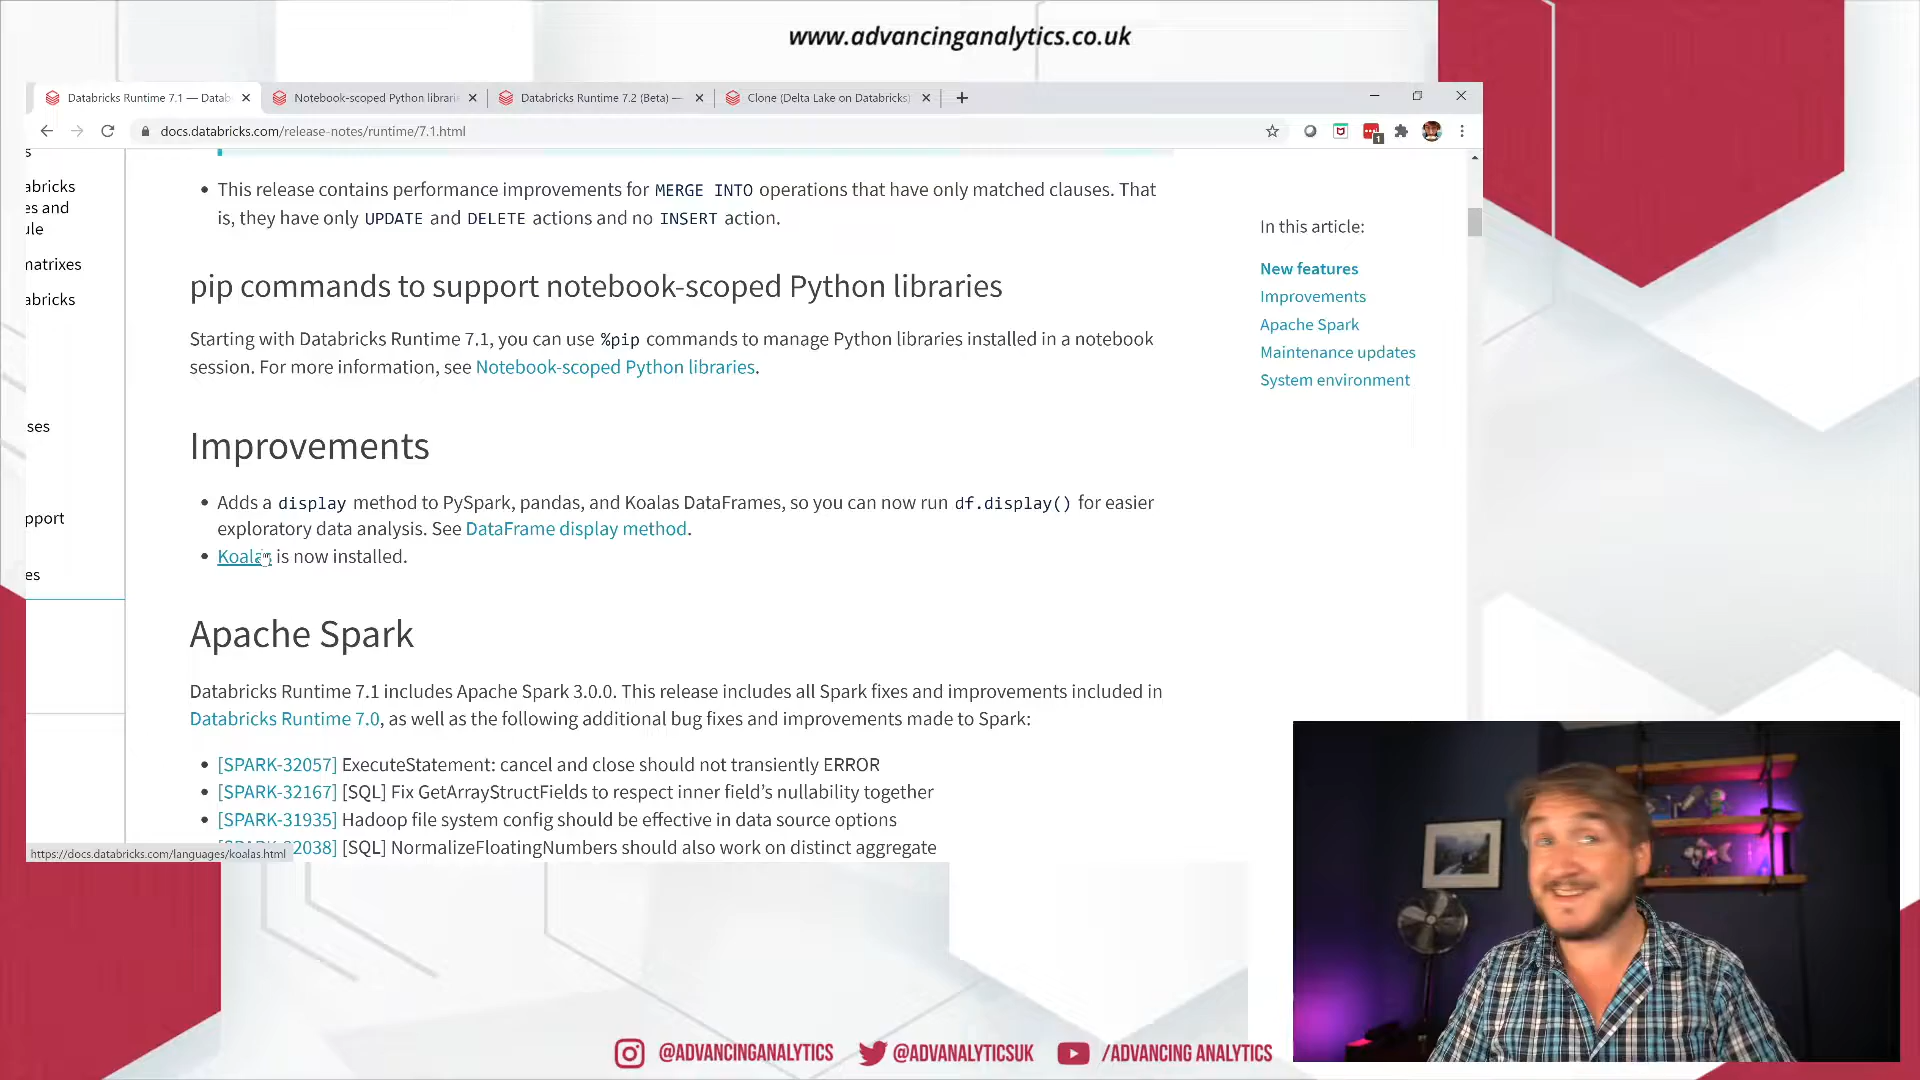 www.advancinganalytics.co.uk
Databricks Runtime 7.1 — Datab
Notebook-scoped Python librari
Databricks Runtime 7.2 (Beta) —
Clone (Delta Lake on Databricks)
docs.databricks.com/release-notes/runtime/7.1.html
1
s
abricks
es and
ule
natrixes
abricks
ses
pport
es
This release contains performance improvements for MERGE INTO operations that have only matched clauses. That
is, they have only UPDATE and DELETE actions and no INSERT action.
pip commands to support notebook-scoped Python libraries
Starting with Databricks Runtime 7.1, you can use %pip commands to manage Python libraries installed in a notebook
session. For more information, see Notebook-scoped Python libraries.
Improvements
Adds a display method to PySpark, pandas, and Koalas DataFrames, so you can now run df.display() for easier
exploratory data analysis. See DataFrame display method.
Koalas is now installed.
Apache Spark
Databricks Runtime 7.1 includes Apache Spark 3.0.0. This release includes all Spark fixes and improvements included in
Databricks Runtime 7.0, as well as the following additional bug fixes and improvements made to Spark:
[SPARK-32057] ExecuteStatement: cancel and close should not transiently ERROR
[SPARK-32167] [SQL] Fix GetArrayStructFields to respect inner field’s nullability together
[SPARK-31935] Hadoop file system config should be effective in data source options
32038] [SQL] NormalizeFloatingNumbers should also work on distinct aggregate
https://docs.databricks.com/languages/koalas.html
In this article:
New features
Improvements
Apache Spark
Maintenance updates
System environment
@ADVANCINGANALYTICS
@ADVANALYTICSUK
/ADVANCING ANALYTICS